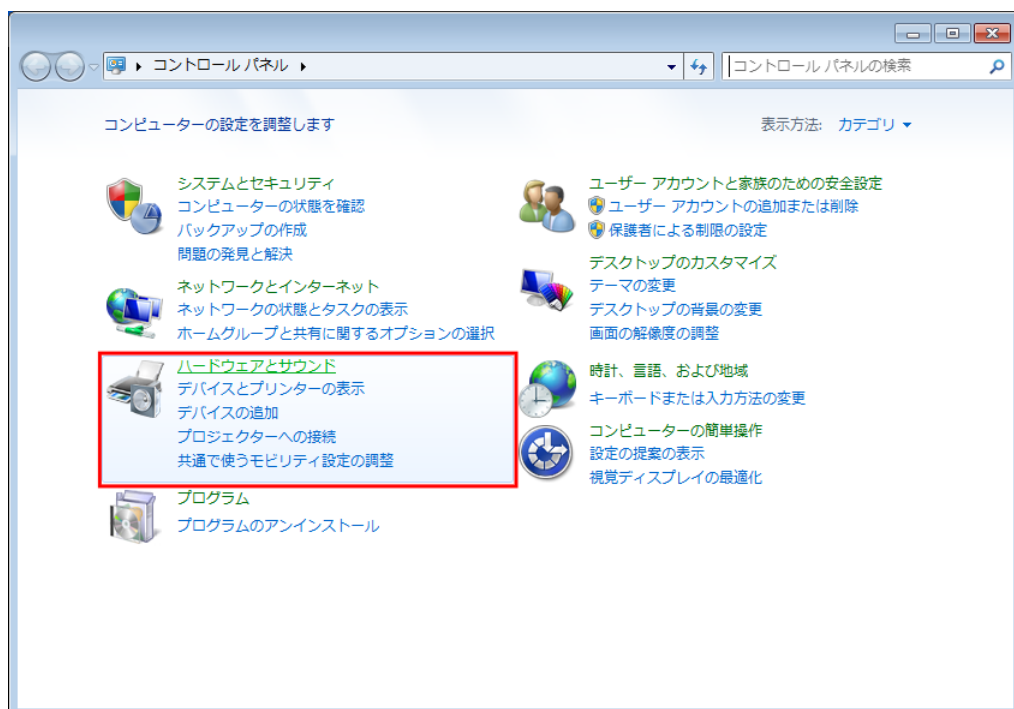 コントロール パネル
コントロール パネルの検索
コンピューターの設定を調整します
表示方法: カテゴリ
システムとセキュリティ
コンピューターの状態を確認
バックアップの作成
問題の発見と解決
ネットワークとインターネット
ネットワークの状態とタスクの表示
ホームグループと共有に関するオプションの選択
ハードウェアとサウンド
デバイスとプリンターの表示
デバイスの追加
プロジェクターへの接続
共通で使うモビリティ設定の調整
プログラム
プログラムのアンインストール
ユーザー アカウントと家族のための安全設定
ユーザー アカウントの追加または削除
保護者による制限の設定
デスクトップのカスタマイズ
テーマの変更
デスクトップの背景の変更
画面の解像度の調整
時計、言語、および地域
キーボードまたは入力方法の変更
コンピューターの簡単操作
設定の提案の表示
視覚ディスプレイの最適化